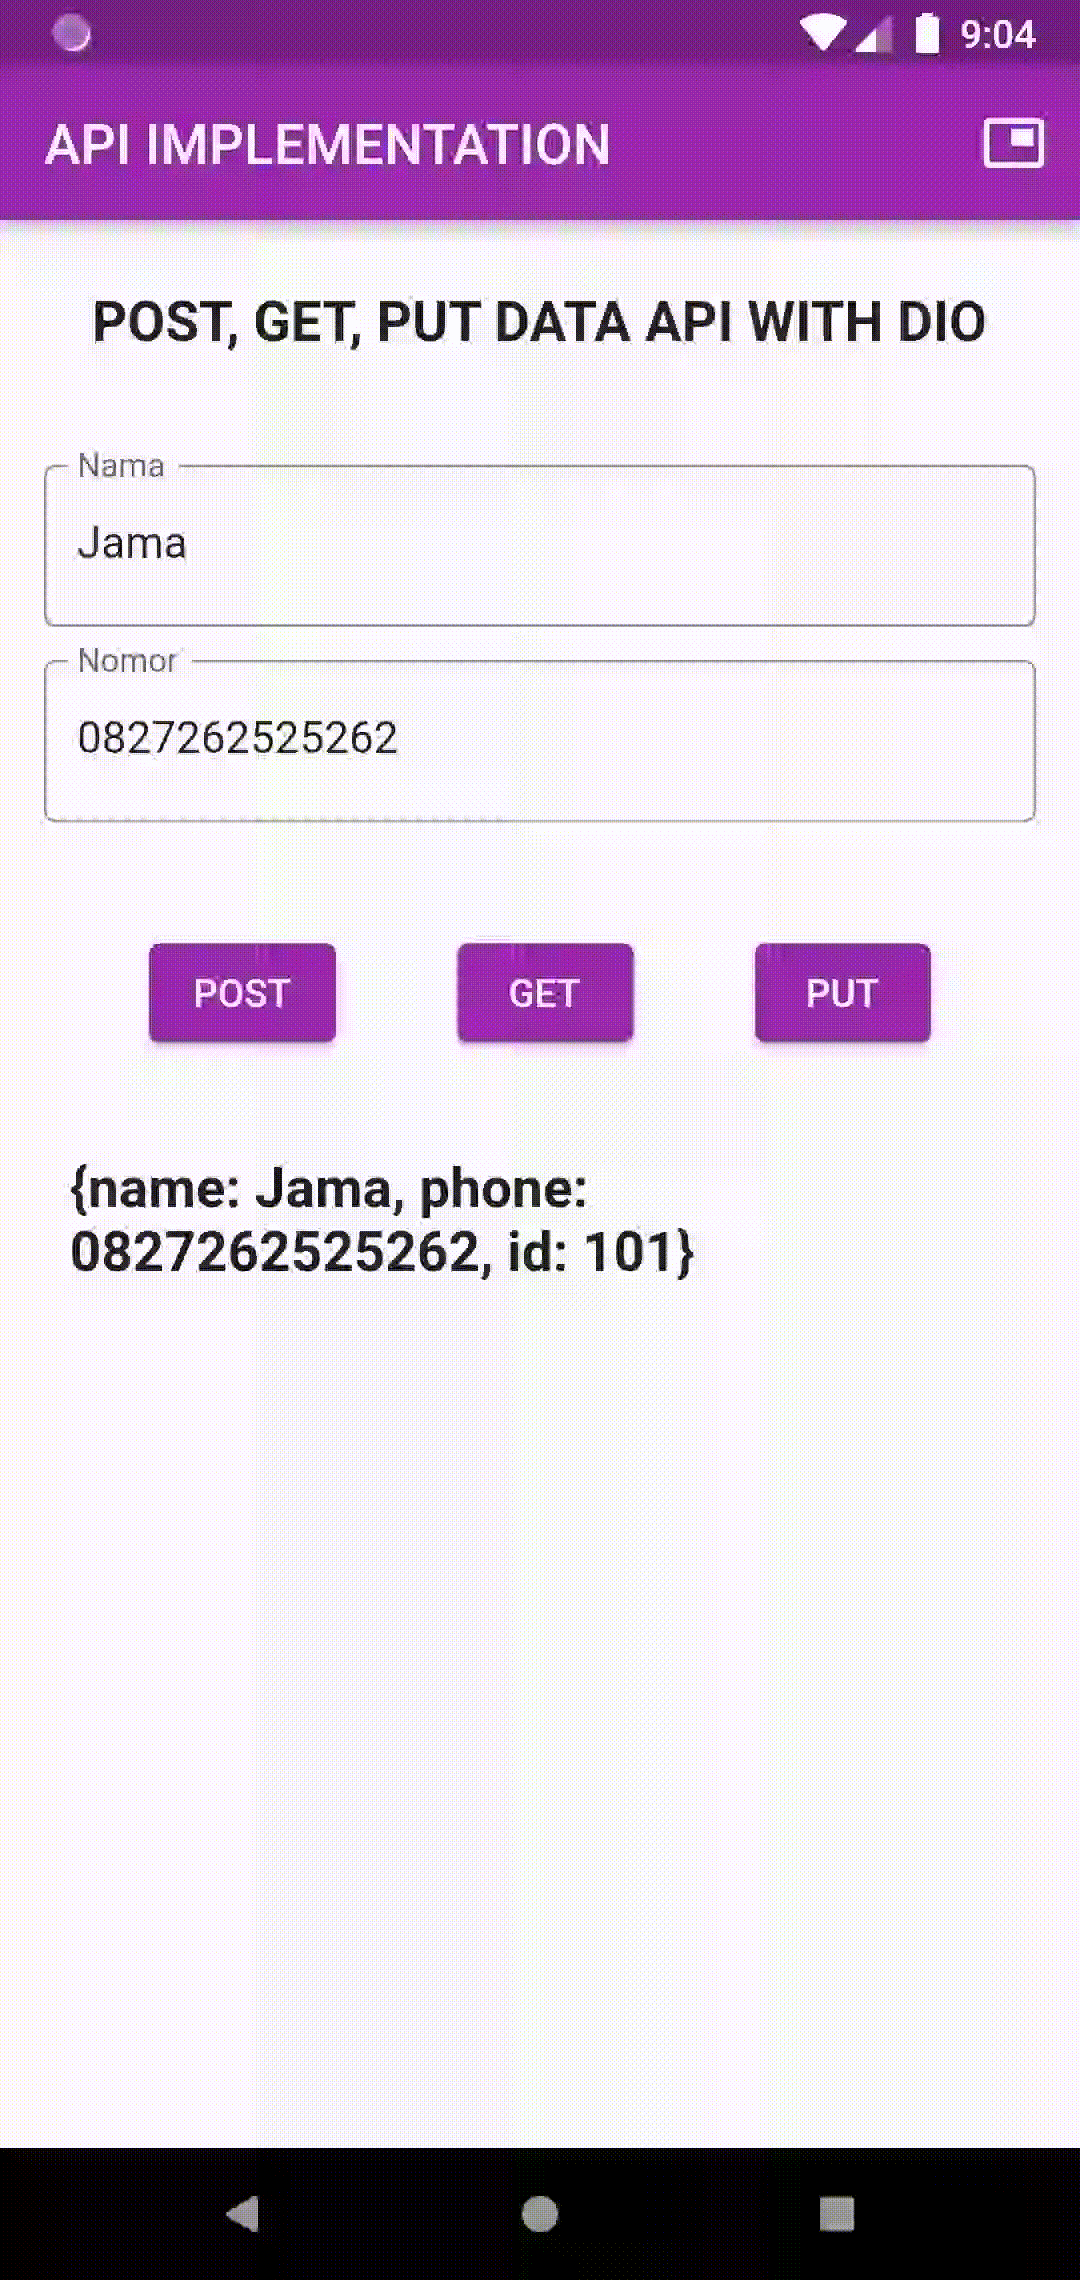 9:04
API IMPLEMENTATION
POST, GET, PUT DATA API WITH DIO
Nama
Jama
Nomor
0827262525262
POST GET PUT
{name: Jama, phone:
0827262525262, id: 101}